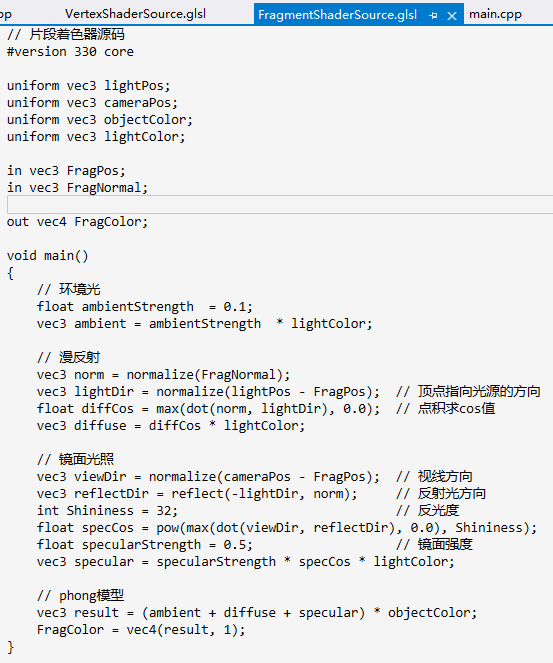 pp VertexShaderSource.glsl FragmentShaderSource.glsl main.cpp
// 片段着色器源码
#version 330 core
uniform vec3 lightPos;
uniform vec3 cameraPos;
uniform vec3 objectColor;
uniform vec3 lightColor;
in vec3 FragPos;
in vec3 FragNormal;
out vec4 FragColor;
void main()
{
    // 环境光
    float ambientStrength  = 0.1;
    vec3 ambient = ambientStrength  * lightColor;
    // 漫反射
    vec3 norm = normalize(FragNormal);
    vec3 lightDir = normalize(lightPos - FragPos);  // 顶点指向光源的方向
    float diffCos = max(dot(norm, lightDir), 0.0);  // 点积求cos值
    vec3 diffuse = diffCos * lightColor;
    // 镜面光照
    vec3 viewDir = normalize(cameraPos - FragPos);  // 视线方向
    vec3 reflectDir = reflect(-lightDir, norm);     // 反射光方向
    int Shininess = 32;                             // 反光度
    float specCos = pow(max(dot(viewDir, reflectDir), 0.0), Shininess);
    float specularStrength = 0.5;                   // 镜面强度
    vec3 specular = specularStrength * specCos * lightColor;
    // phong模型
    vec3 result = (ambient + diffuse + specular) * objectColor;
    FragColor = vec4(result, 1);
}